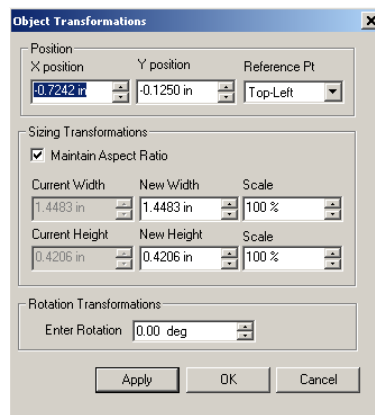 Object Transformations
Position
X position Y position Reference Pt
-0.7242 in -0.1250 in Top-Left
Sizing Transformations
Maintain Aspect Ratio
Current Width New Width Scale
1.4483 in 1.4483 in 100 %
Current Height New Height Scale
0.4206 in 0.4206 in 100 %
Rotation Transformations
Enter Rotation 0.00 deg
Apply OK Cancel